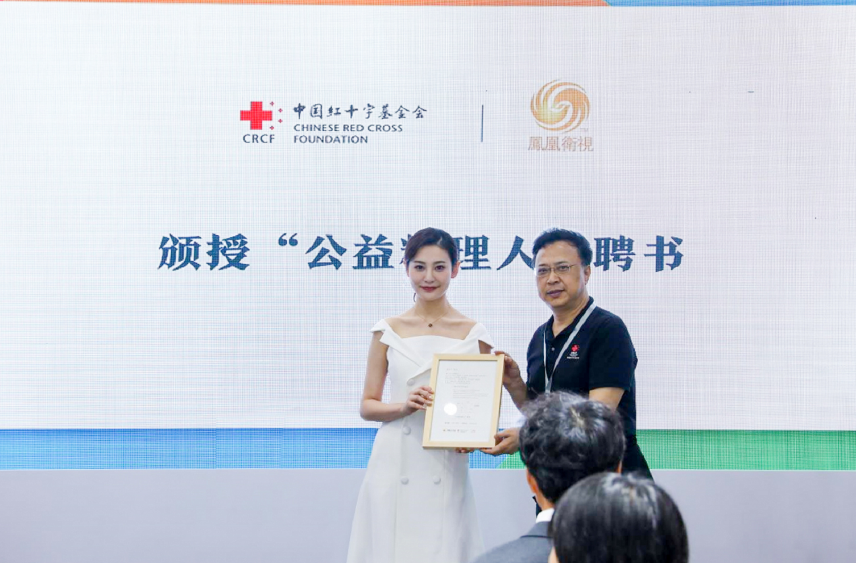 中国红十字基金会
CHINESE RED CROSS
FOUNDATION
CRCF
鳳凰衛視
颁授“公益 理人 聘书